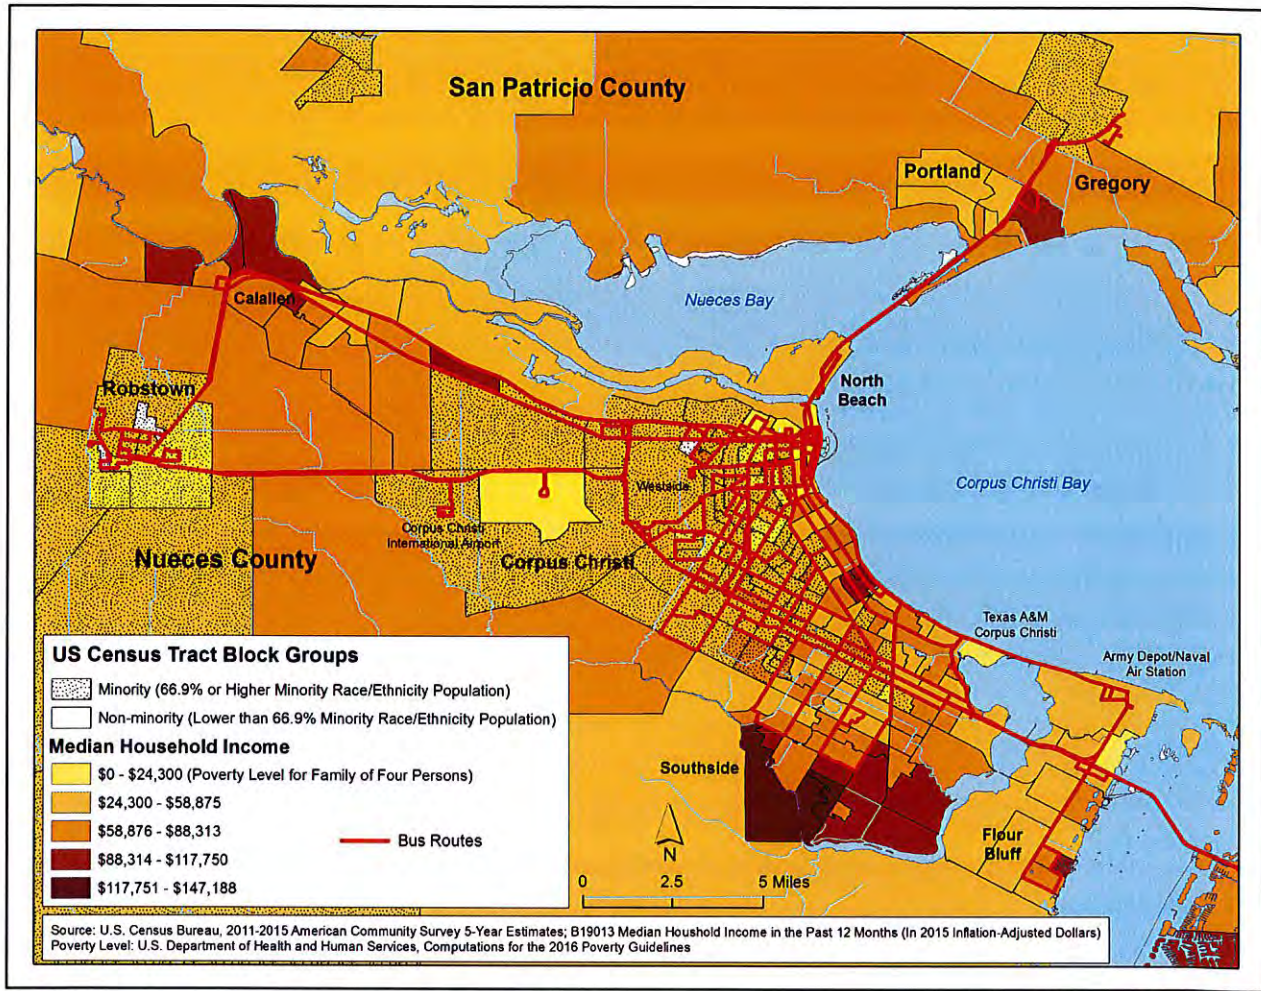 San Patricio County
Portland
Gregory
Nueces Bay
Calallen
North
Beach
Robstown
Corpus Christi Bay
Westside
Corpus Christi
International Airport
Nueces County
Corpus Christi
Texas A&M
Corpus Christi
Army Depot/Naval
Air Station
Southside
Flour
Bluff
N
0 2.5 5 Miles
US Census Tract Block Groups
Minority (66.9% or Higher Minority Race/Ethnicity Population)
Non-minority (Lower than 66.9% Minority Race/Ethnicity Population)
Median Household Income
$0 - $24,300 (Poverty Level for Family of Four Persons)
$24,300 - $58,875
$58,876 - $88,313
$88,314 - $117,750
$117,751 - $147,188
Bus Routes
Source: U.S. Census Bureau, 2011-2015 American Community Survey 5-Year Estimates; B19013 Median Houshold Income in the Past 12 Months (In 2015 Inflation-Adjusted Dollars)
Poverty Level: U.S. Department of Health and Human Services, Computations for the 2016 Poverty Guidelines